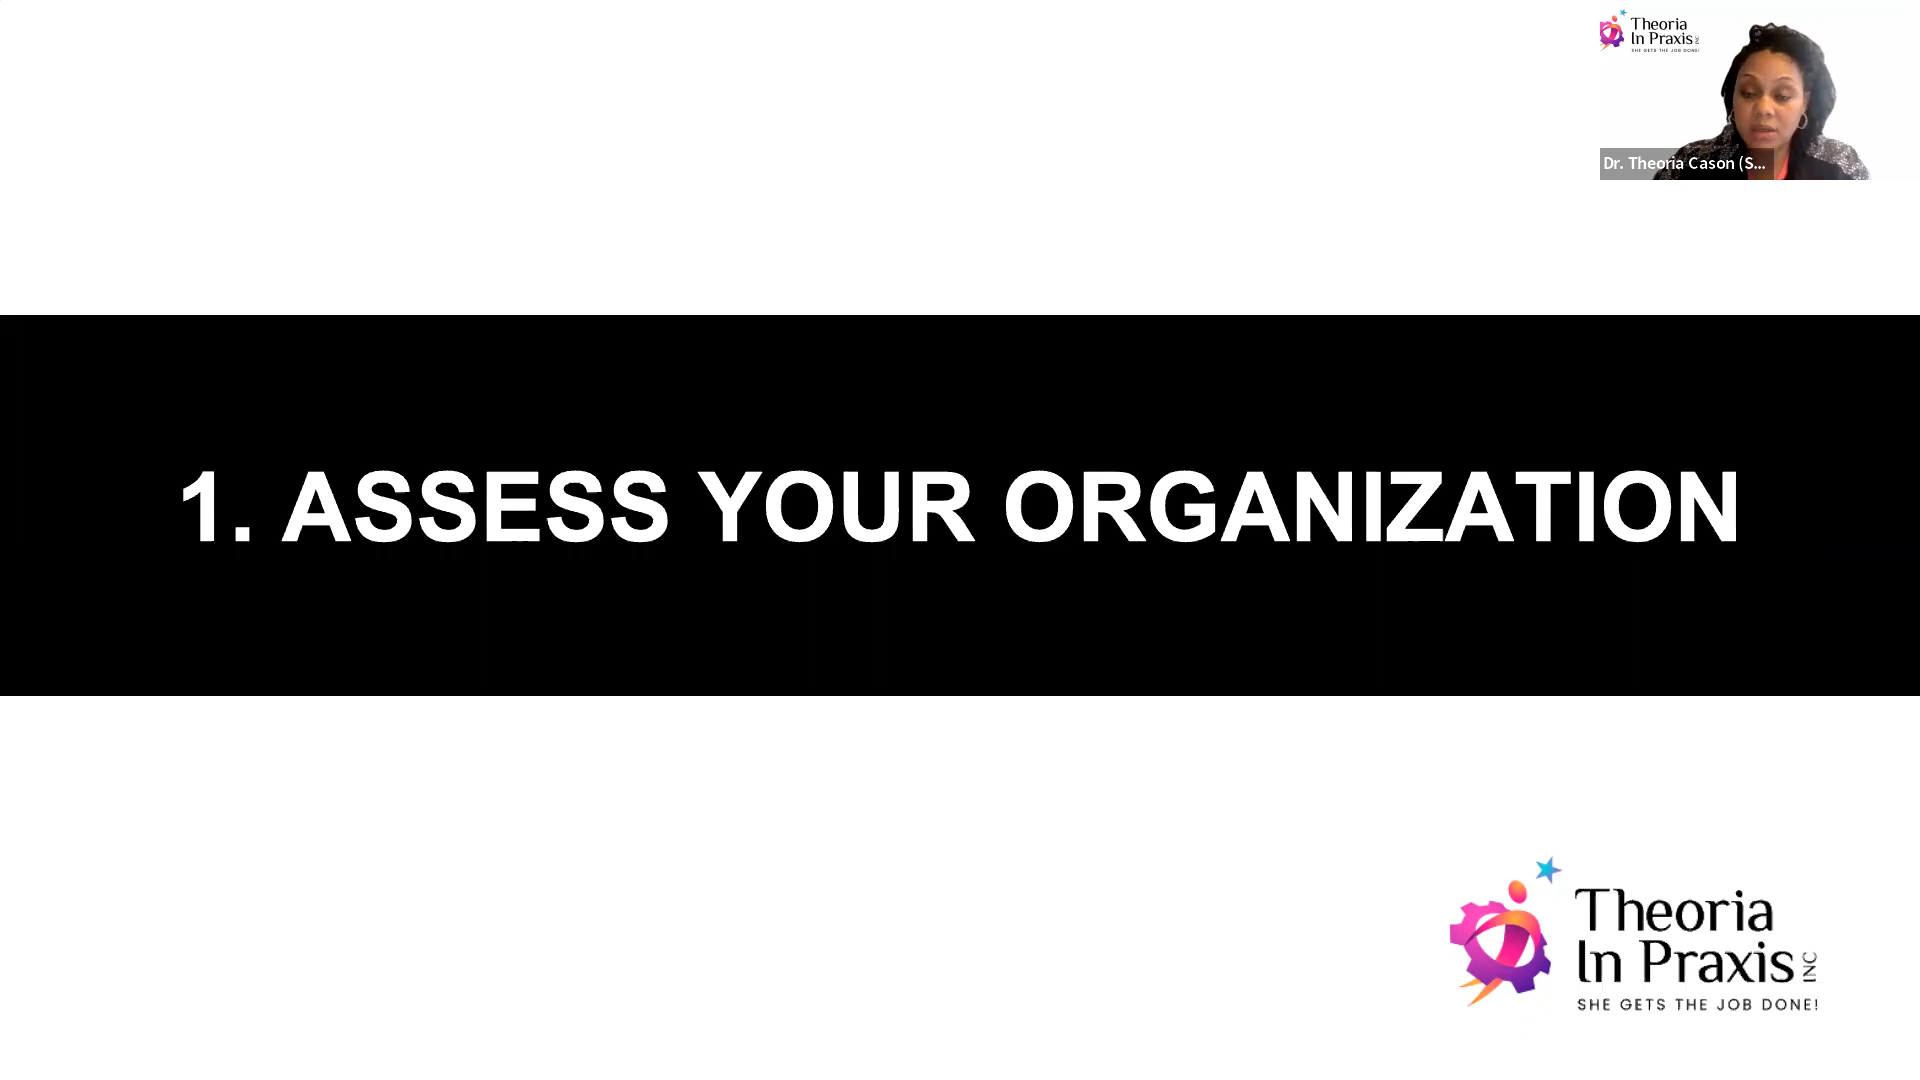 Theoria
In Praxis INC
SHE GETS THE JOB DONE!
Dr. Theoria Cason (S...
1. ASSESS YOUR ORGANIZATION
Theoria
In Praxis INC
SHE GETS THE JOB DONE!